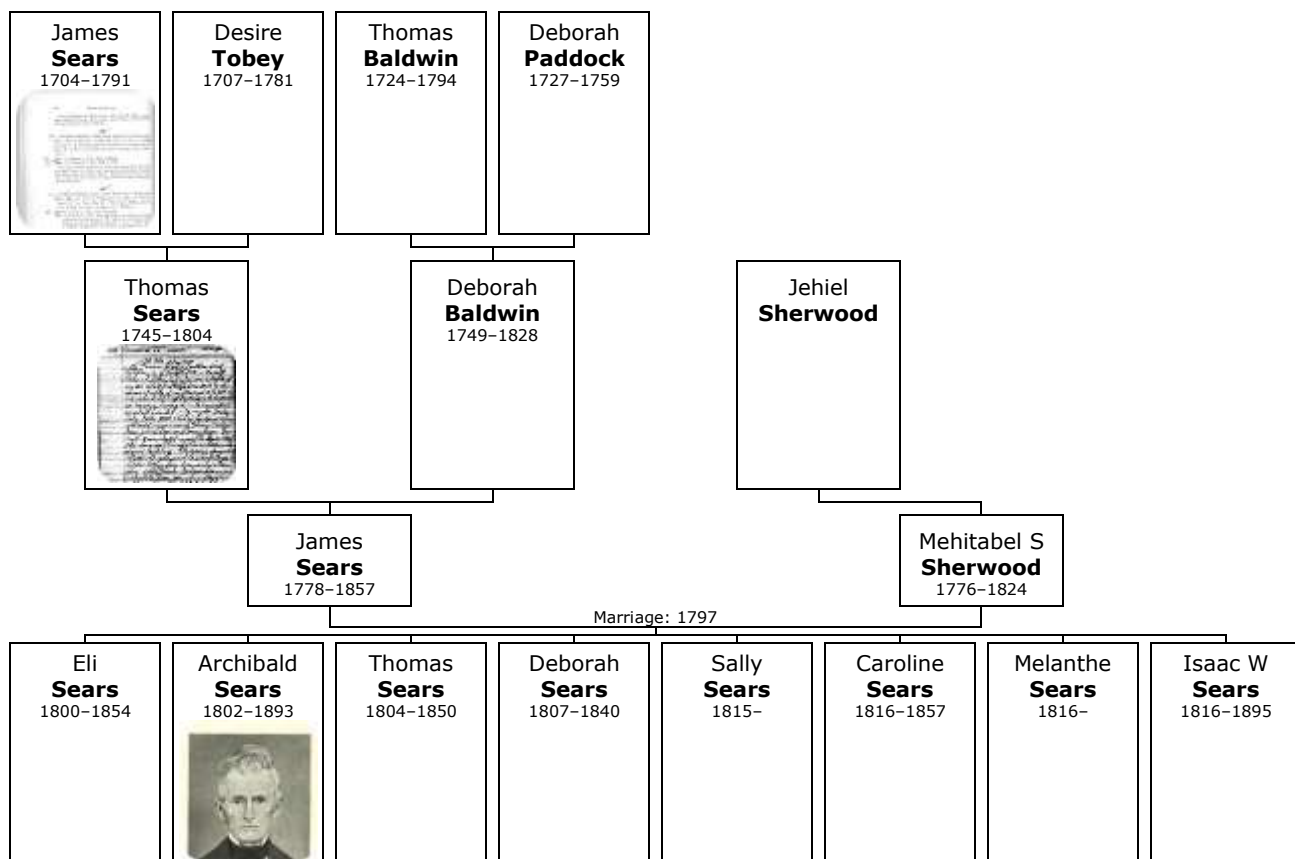 James
Sears
1704–1791
Desire
Tobey
1707–1781
Thomas
Baldwin
1724–1794
Deborah
Paddock
1727–1759
Thomas
Sears
1745–1804
Deborah
Baldwin
1749–1828
Jehiel
Sherwood
James
Sears
1778–1857
Mehitabel S
Sherwood
1776–1824
Marriage: 1797
Eli
Sears
1800–1854
Archibald
Sears
1802–1893
Thomas
Sears
1804–1850
Deborah
Sears
1807–1840
Sally
Sears
1815–
Caroline
Sears
1816–1857
Melanthe
Sears
1816–
Isaac W
Sears
1816–1895